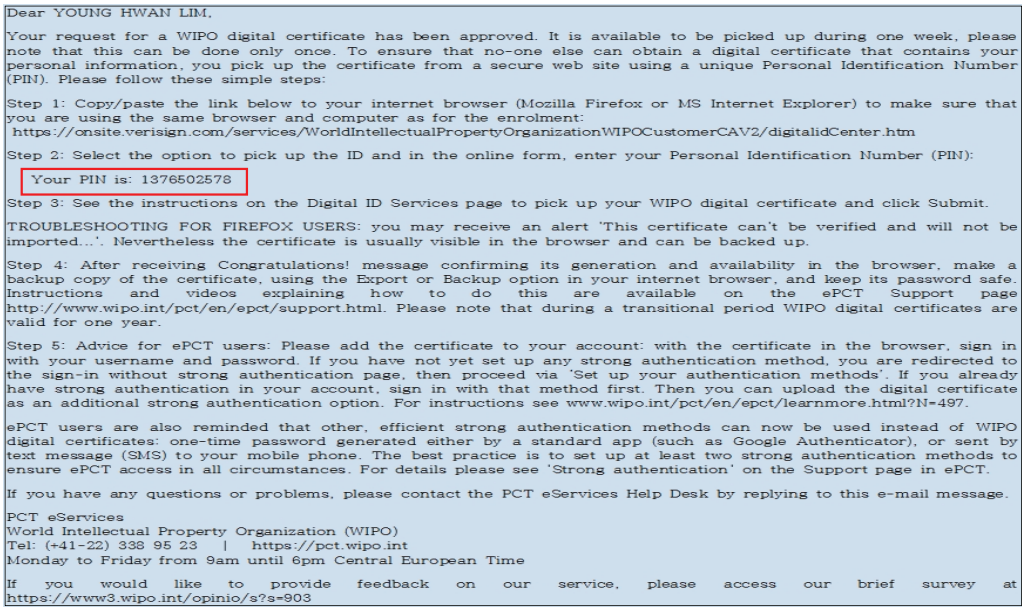 Dear YOUNG HWAN LIM,
Your request for a WIPO digital certificate has been approved. It is available to be picked up during one week, please
note that this can be done only once. To ensure that no-one else can obtain a digital certificate that contains your
personal information, you pick up the certificate from a secure web site using a unique Personal Identification Number
(PIN). Please follow these simple steps:
Step 1: Copy/paste the link below to your internet browser (Mozilla Firefox or MS Internet Explorer) to make sure that
you are using the same browser and computer as for the enrolment:
https://onsite.verisign.com/services/WorldIntellectualPropertyOrganizationWIPOCustomerCAV2/digitalidCenter.htm
Step 2: Select the option to pick up the ID and in the online form, enter your Personal Identification Number (PIN):
Your PIN is: 1376502578
Step 3: See the instructions on the Digital ID Services page to pick up your WIPO digital certificate and click Submit.
TROUBLESHOOTING FOR FIREFOX USERS: you may receive an alert 'This certificate can't be verified and will not be
imported...'. Nevertheless the certificate is usually visible in the browser and can be backed up.
Step 4: After receiving Congratulations! message confirming its generation and availability in the browser, make a
backup copy of the certificate, using the Export or Backup option in your internet browser, and keep its password safe.
Instructions and videos explaining how to do this are available on the ePCT Support page
http://www.wipo.int/pct/en/epct/support.html. Please note that during a transitional period WIPO digital certificates are
valid for one year.
Step 5: Advice for ePCT users: Please add the certificate to your account: with the certificate in the browser, sign in
with your username and password. If you have not yet set up any strong authentication method, you are redirected to
the sign-in without strong authentication page, then proceed via 'Set up your authentication methods'. If you already
have strong authentication in your account, sign in with that method first. Then you can upload the digital certificate
as an additional strong authentication option. For instructions see www.wipo.int/pct/en/epct/learnmore.html?N=497.
ePCT users are also reminded that other, efficient strong authentication methods can now be used instead of WIPO
digital certificates: one-time password generated either by a standard app (such as Google Authenticator), or sent by
text message (SMS) to your mobile phone. The best practice is to set up at least two strong authentication methods to
ensure ePCT access in all circumstances. For details please see 'Strong authentication' on the Support page in ePCT.
If you have any questions or problems, please contact the PCT eServices Help Desk by replying to this e-mail message.
PCT eServices
World Intellectual Property Organization (WIPO)
Tel: (+41-22) 338 95 23 | https://pct.wipo.int
Monday to Friday from 9am until 6pm Central European Time
If you would like to provide feedback on our service, please access our brief survey at
https://www3.wipo.int/opinio/s?s=903